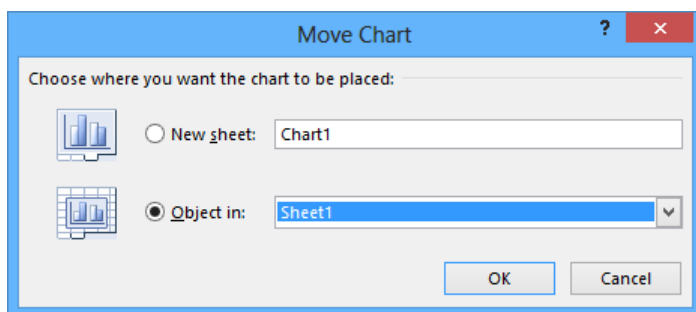 Move Chart
?
Choose where you want the chart to be placed:
New sheet: Chart1
Object in: Sheet1
OK Cancel